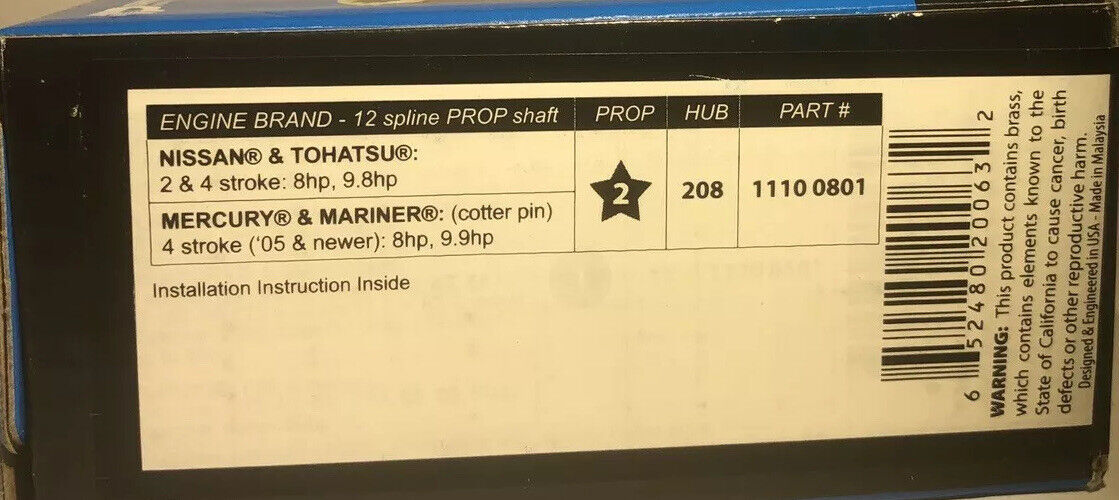 ENGINE BRAND - 12 spline PROP shaft PROP HUB PART #
NISSAN® & TOHATSU®:
2 & 4 stroke: 8hp, 9.8hp
MERCURY® & MARINER®: (cotter pin)
4 stroke ('05 & newer): 8hp, 9.9hp
2 208 1110 0801
Installation Instruction Inside
6 52480 20063 2
WARNING: This product contains brass,
which contains elements known to the
State of California to cause cancer, birth
defects or other reproductive harm.
Designed & Engineered in USA - Made in Malaysia